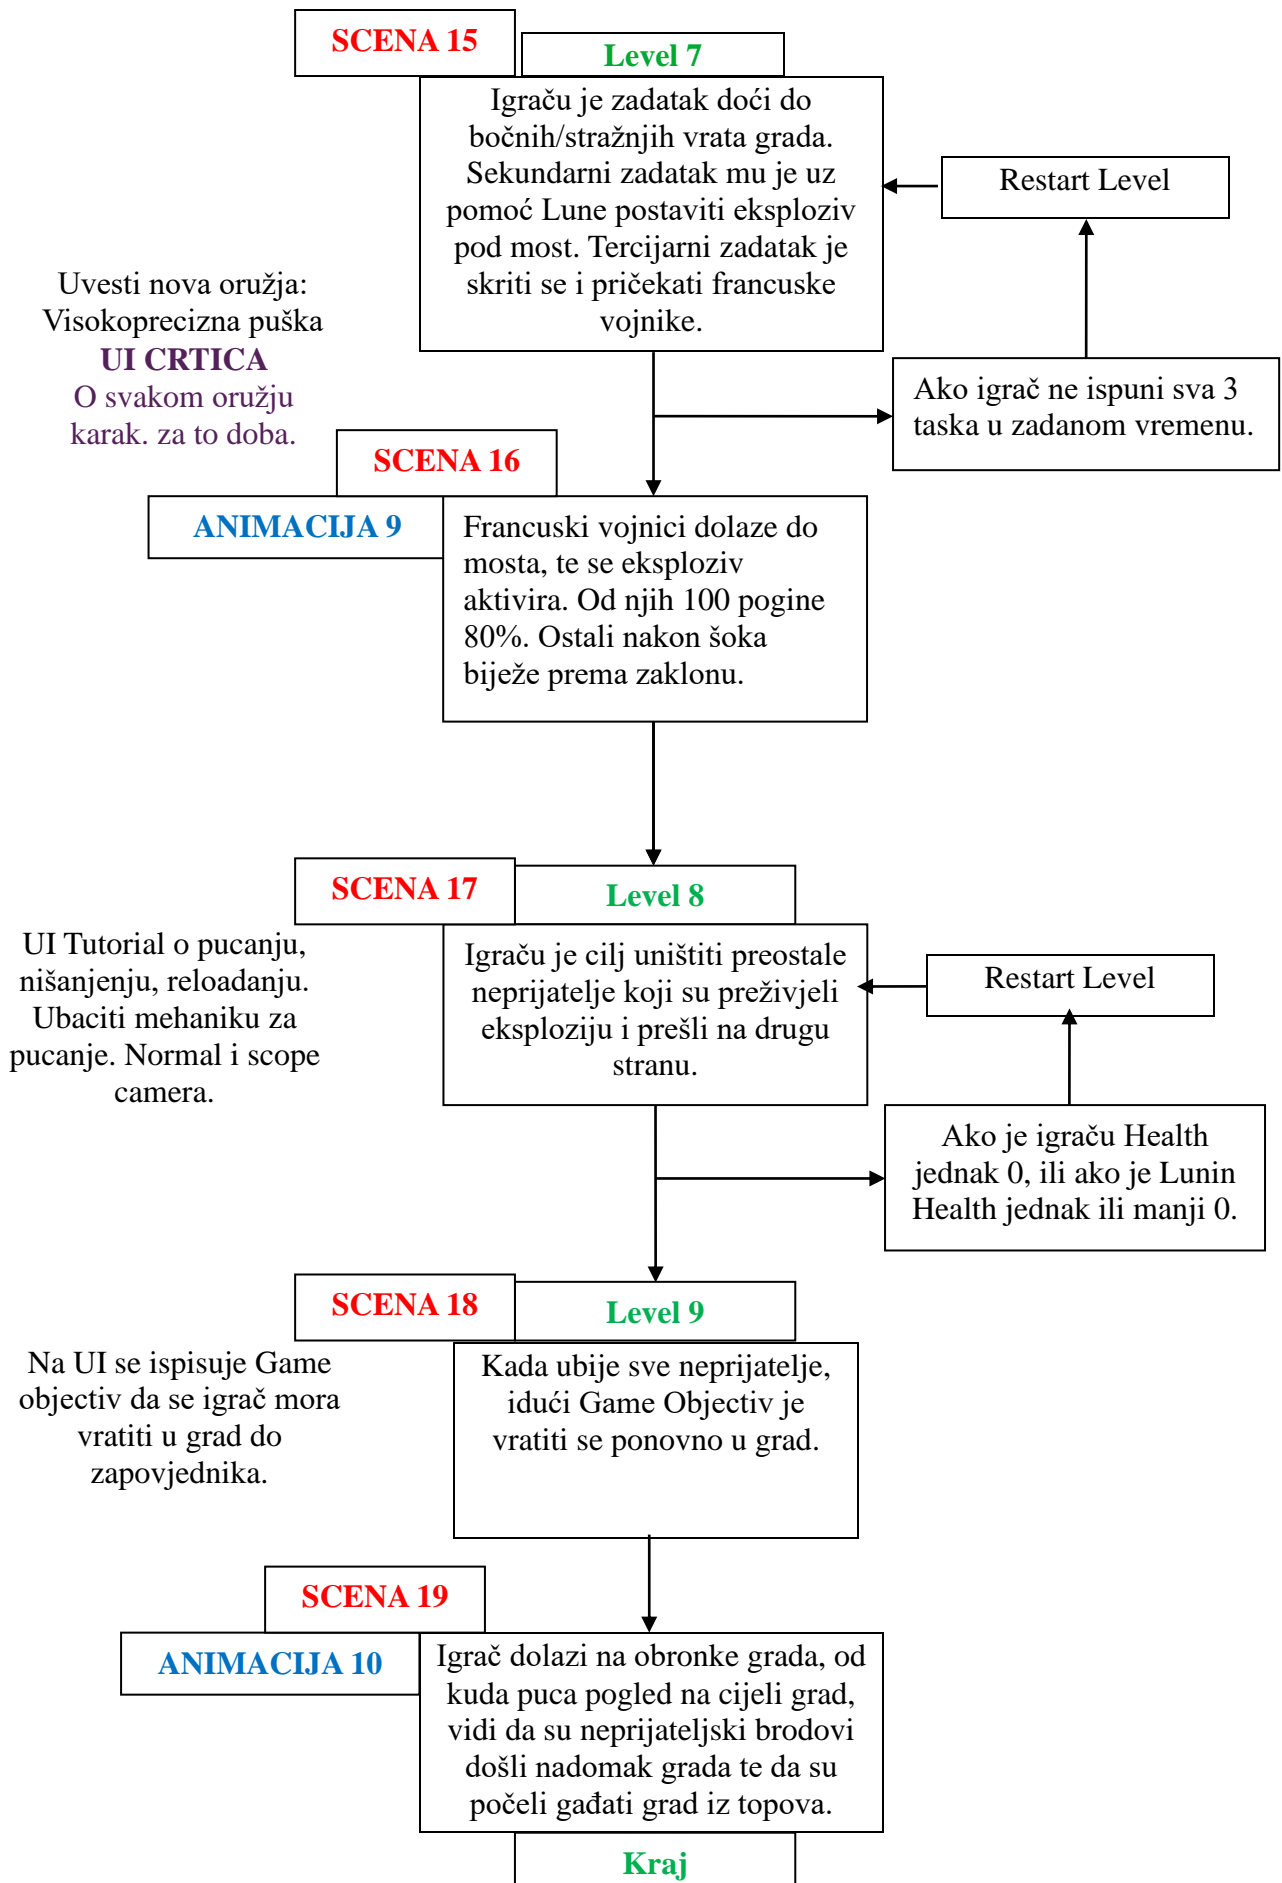 SCENA 15
Level 7
Igraču je zadatak doći do
bočnih/stražnjih vrata grada.
Sekundarni zadatak mu je uz
pomoć Lune postaviti eksploziv
pod most. Tercijarni zadatak je
skriti se i pričekati francuske
vojnike.
Restart Level
Uvesti nova oružja:
Visokoprecizna puška
UI CRTICA
O svakom oružju
karak. za to doba.
Ako igrač ne ispuni sva 3
taska u zadanom vremenu.
SCENA 16
ANIMACIJA 9
Francuski vojnici dolaze do
mosta, te se eksploziv
aktivira. Od njih 100 pogine
80%. Ostali nakon šoka
biježe prema zaklonu.
SCENA 17
Level 8
UI Tutorial o pucanju,
nišanjenju, reloadanju.
Ubaciti mehaniku za
pucanje. Normal i scope
camera.
Igraču je cilj uništiti preostale
neprijatelje koji su preživjeli
eksploziju i prešli na drugu
stranu.
Restart Level
Ako je igraču Health
jednak 0, ili ako je Lunin
Health jednak ili manji 0.
SCENA 18
Level 9
Na UI se ispisuje Game
objectiv da se igrač mora
vratiti u grad do
zapovjednika.
Kada ubije sve neprijatelje,
idući Game Objectiv je
vratiti se ponovno u grad.
SCENA 19
ANIMACIJA 10
Igrač dolazi na obronke grada, od
kuda puca pogled na cijeli grad,
vidi da su neprijateljski brodovi
došli nadomak grada te da su
počeli gađati grad iz topova.
Kraj